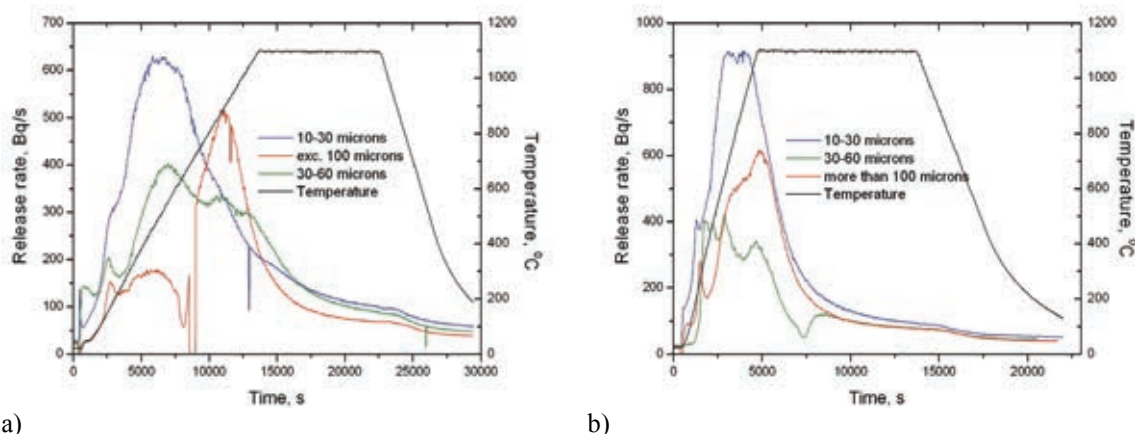 700
600
500
400
300
200
100
0
Release rate, Bq/s
1200
1000
800
600
400
200
0
Temperature, ⁰C
10-30 microns
exc. 100 microns
30-60 microns
Temperature
0 5000 10000 15000 20000 25000 30000
Time, s
a)
1000
800
600
400
200
0
Release rate, Bq/s
1200
1000
800
600
400
200
0
Temperature, ⁰C
10-30 microns
30-60 microns
more than 100 microns
Temperature
0 5000 10000 15000 20000
Time, s
b)